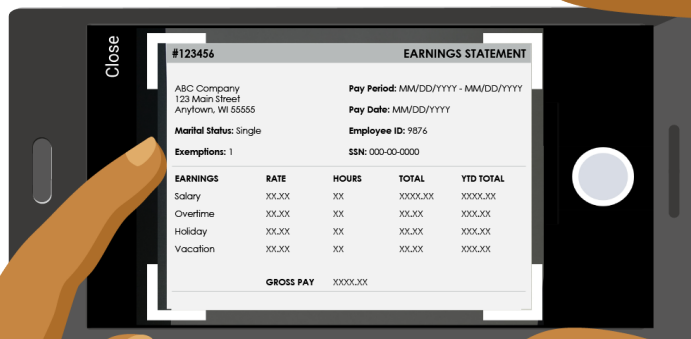 Close
#123456 EARNINGS STATEMENT
ABC Company
123 Main Street
Anytown, WI 55555
Pay Period: MM/DD/YYYY - MM/DD/YYYY
Pay Date: MM/DD/YYYY
Marital Status: Single
Employee ID: 9876
Exemptions: 1
SSN: 000-00-0000
EARNINGS RATE HOURS TOTAL YTD TOTAL
Salary XX.XX XX XXXX.XX XXXX.XX
Overtime XX.XX XX XX.XX XXX.XX
Holiday XX.XX XX XX.XX XXX.XX
Vacation XX.XX XX XX.XX XXX.XX
GROSS PAY XXXX.XX